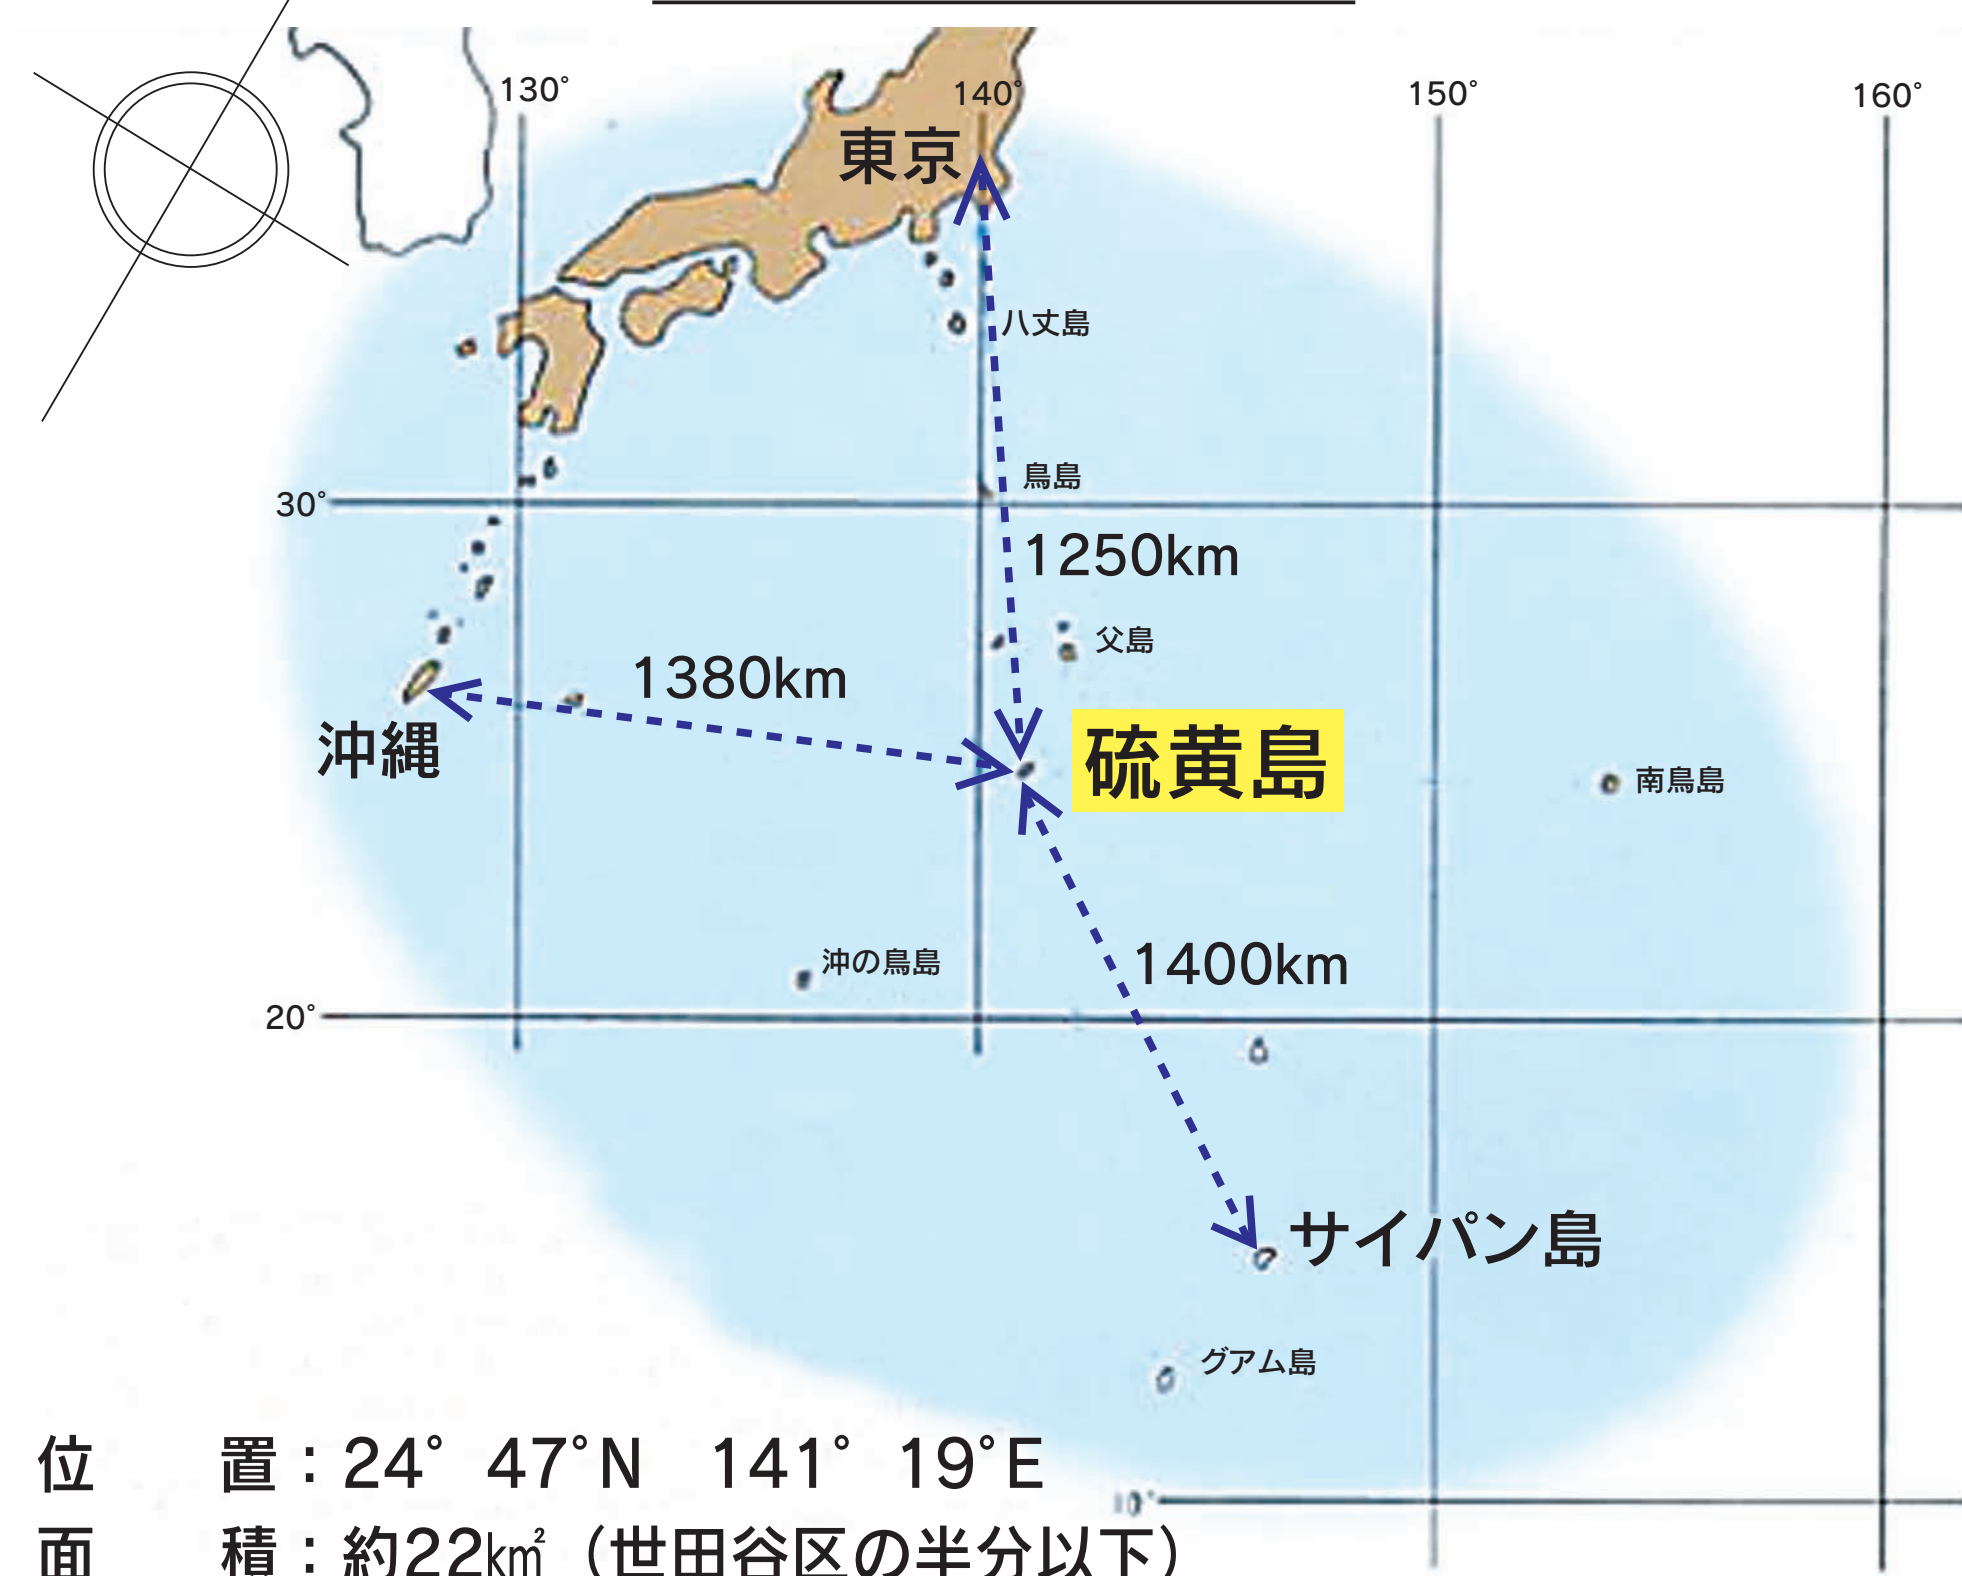 130°
140°
150°
160°
東京
八丈島
鳥島
30°
1250km
父島
1380km
沖縄
硫黄島
南鳥島
沖の鳥島
1400km
20°
サイパン島
グアム島
位　置：24°47°N 141°19°E
10°
面　積：約22㎢（世田谷区の半分以下）